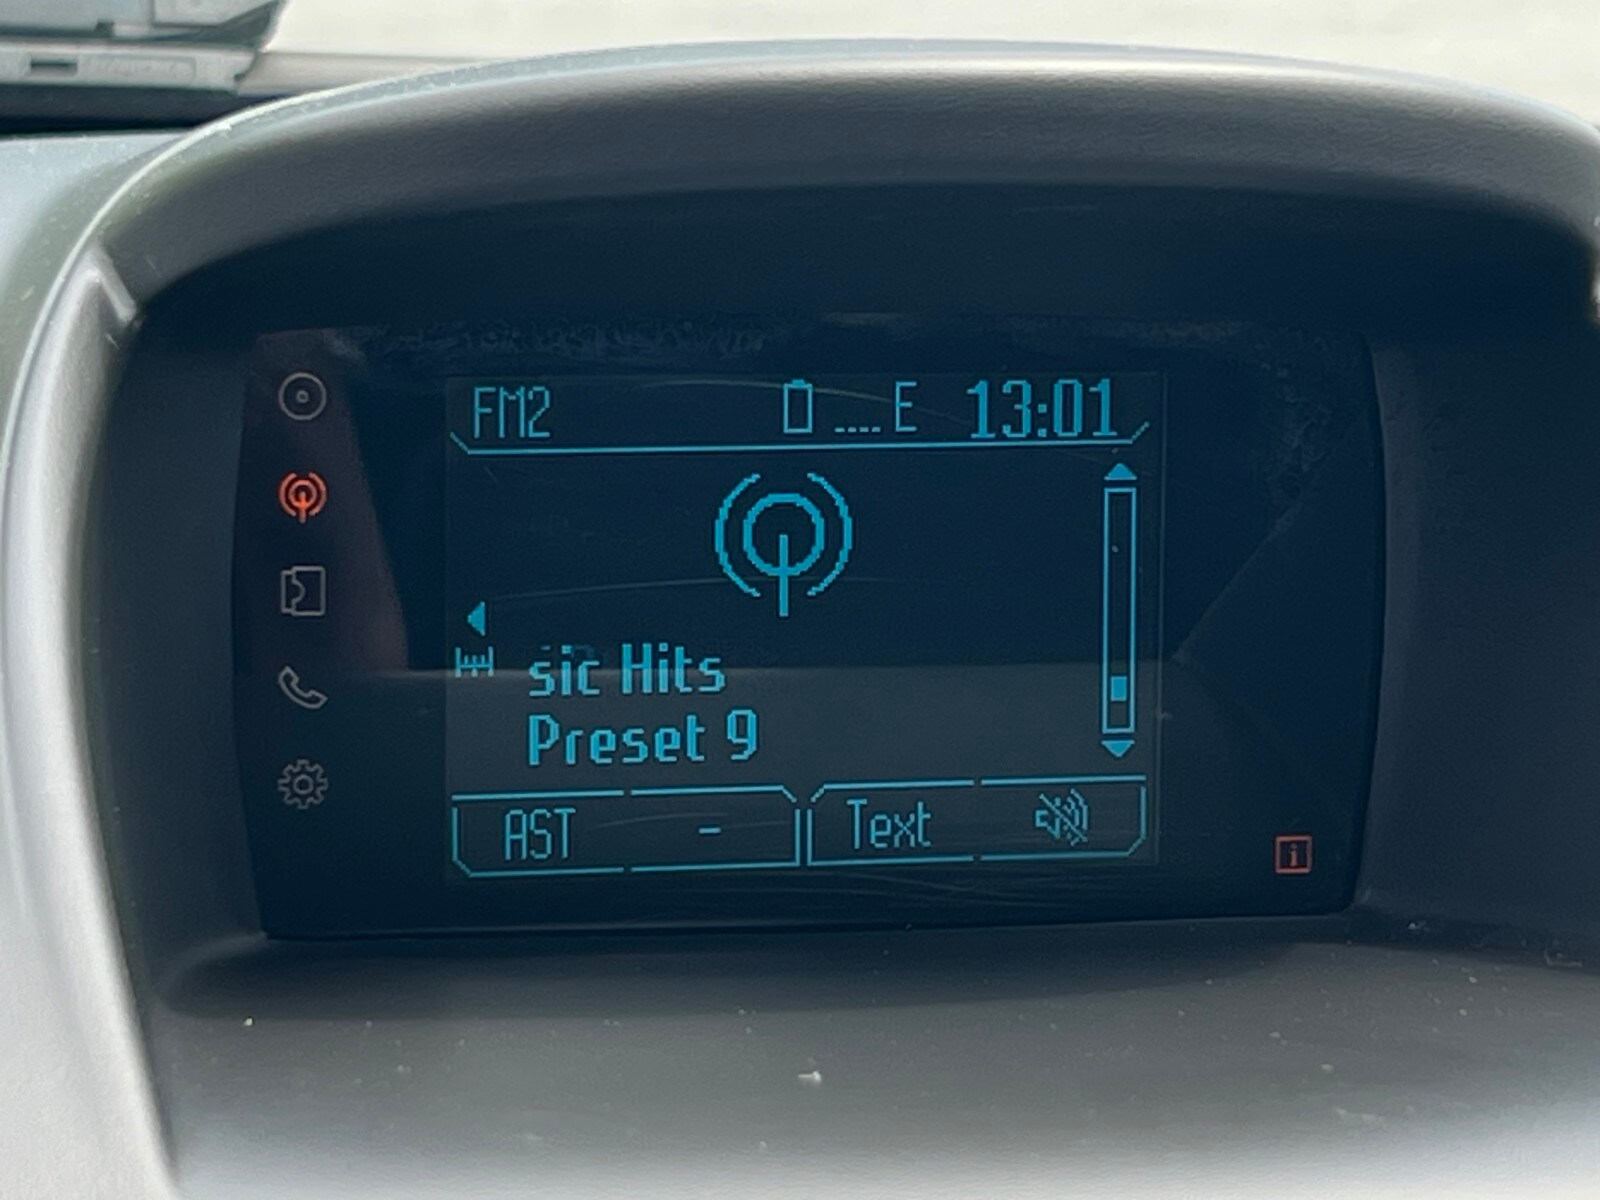 FM2 E 13:01
sic Hits
Preset 9
AST - Text
i